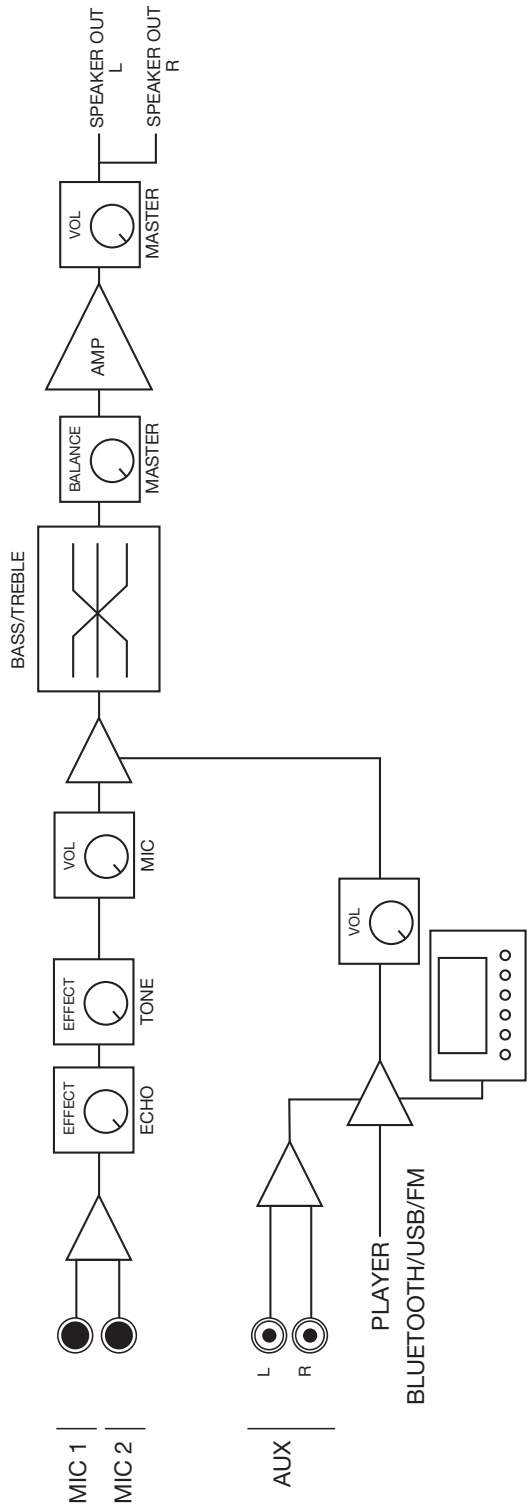 MIC 1
MIC 2
EFFECT
ECHO
EFFECT
TONE
VOL
MIC
BASS/TREBLE
BALANCE
MASTER
AMP
VOL
MASTER
SPEAKER OUT
L
SPEAKER OUT
R
AUX
L
R
PLAYER
BLUETOOTH/USB/FM
VOL